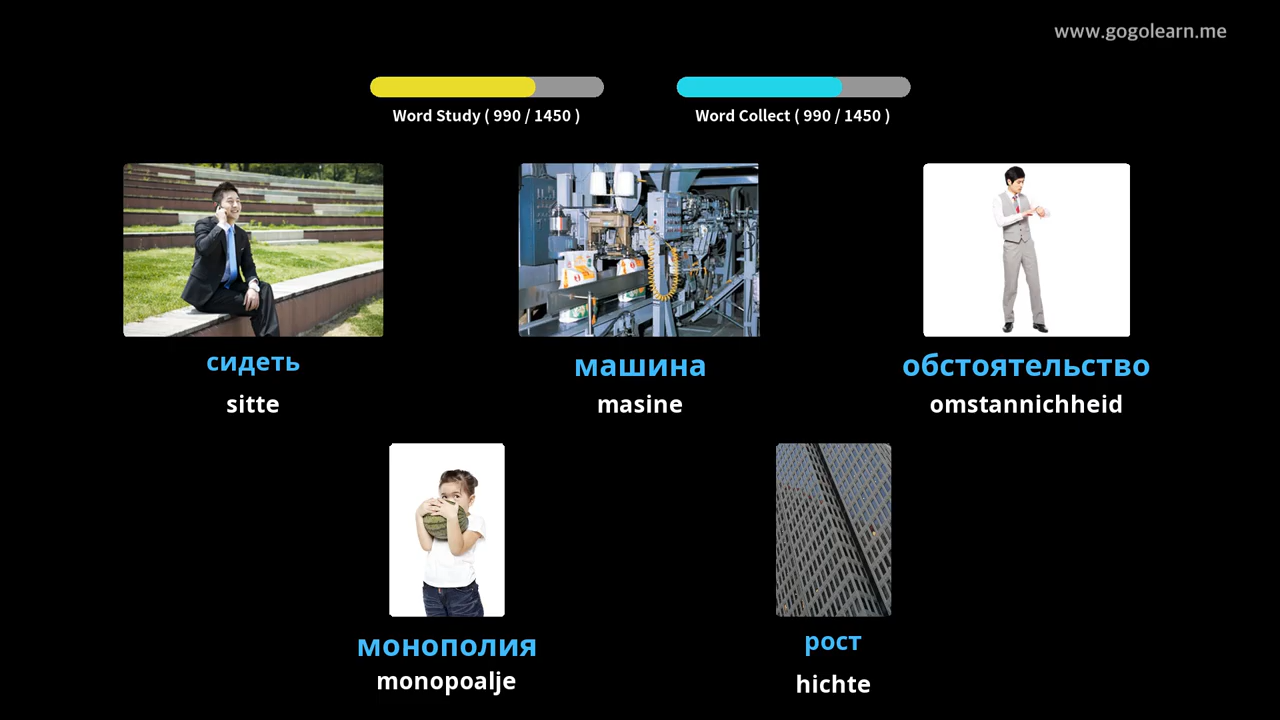 www.gogolearn.me
Word Study ( 990 / 1450 )
Word Collect ( 990 / 1450 )
сидеть
sitte
машина
masine
обстоятельство
omstannichheid
монополия
monopoalje
рост
hichte